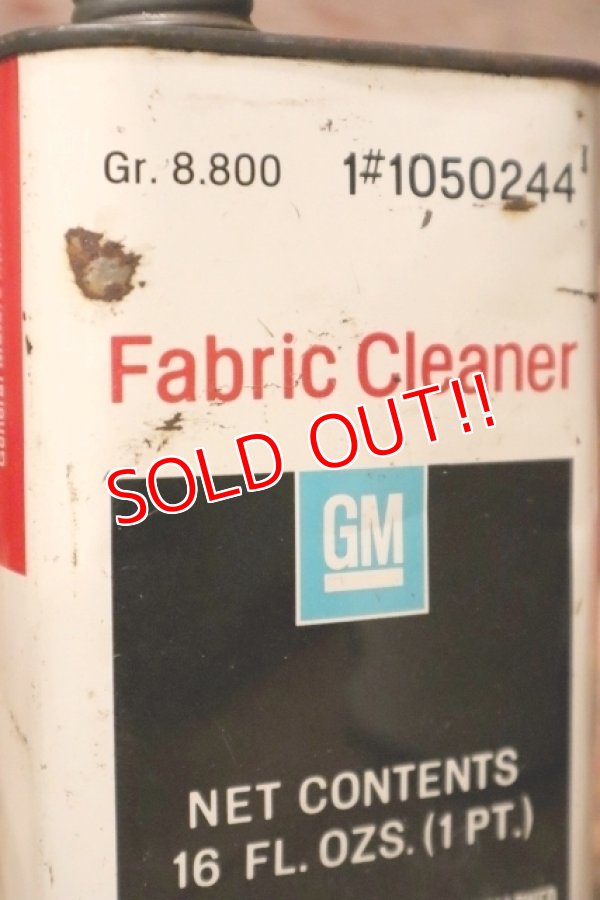 Gr. 8.800 1#1050244
Fabric Cleaner
SOLD OUT!!
GM
NET CONTENTS
16 FL. OZS. (1 PT.)